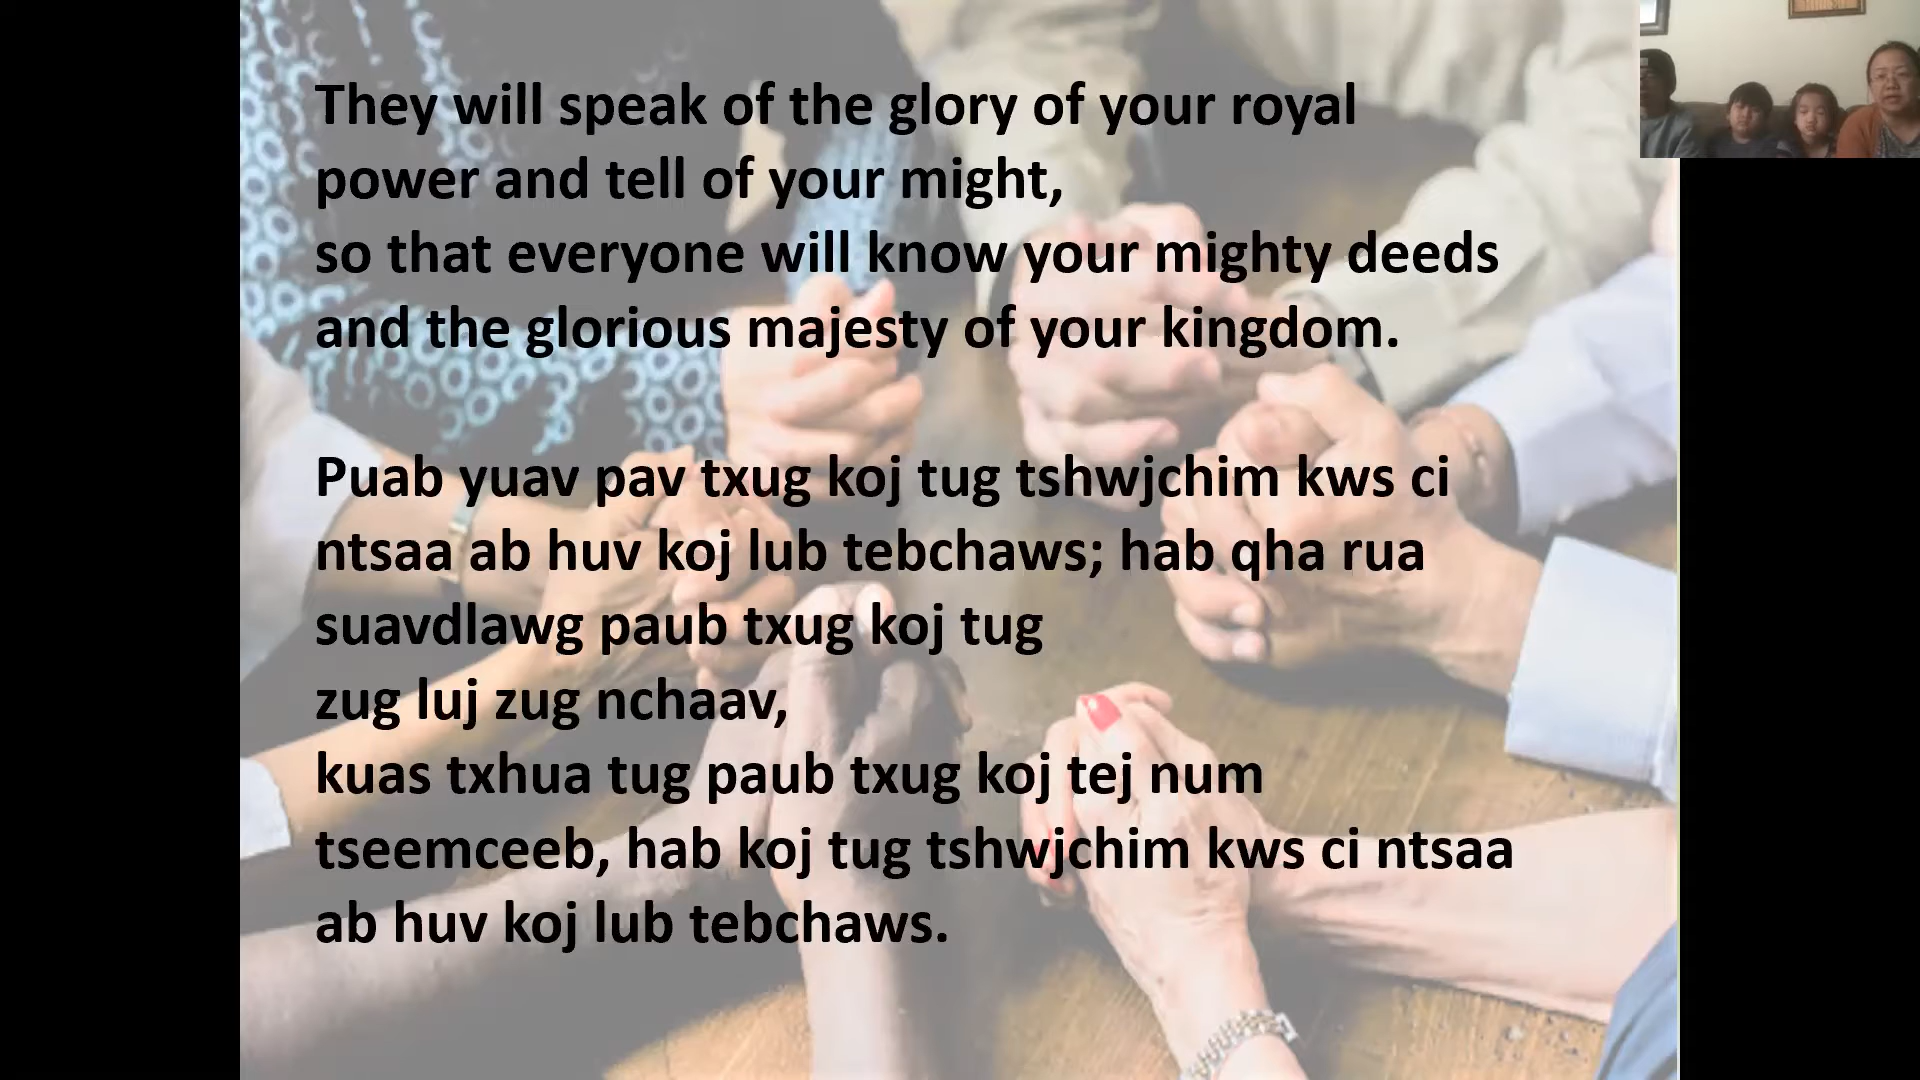 They will speak of the glory of your royal
power and tell of your might,
so that everyone will know your mighty deeds
and the glorious majesty of your kingdom.
Puab yuav pav txug koj tug tshwjchim kws ci
ntsaa ab huv koj lub tebchaws; hab qha rua
suavdlawg paub txug koj tug
zug luj zug nchaav,
kuas txhua tug paub txug koj tej num
tseemceeb, hab koj tug tshwjchim kws ci ntsaa
ab huv koj lub tebchaws.